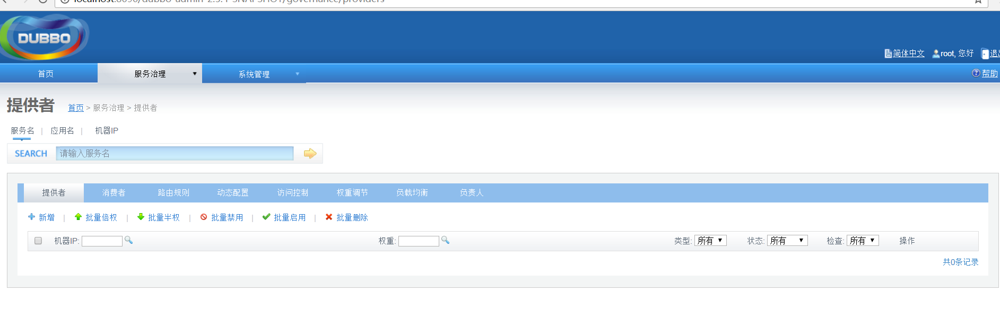 DUBBO
简体中文 root, 您好
首页 服务治理 系统管理 帮助
提供者 首页 > 服务治理 > 提供者
服务名 | 应用名 | 机器IP
SEARCH 请输入服务名
提供者 消费者 路由规则 动态配置 访问控制 权重调节 负载均衡 负责人
新增 | 批量倍权 | 批量半权 | 批量禁用 | 批量启用 | 批量删除
机器IP: 权重: 类型: 所有 状态: 所有 检查: 所有 操作
共0条记录